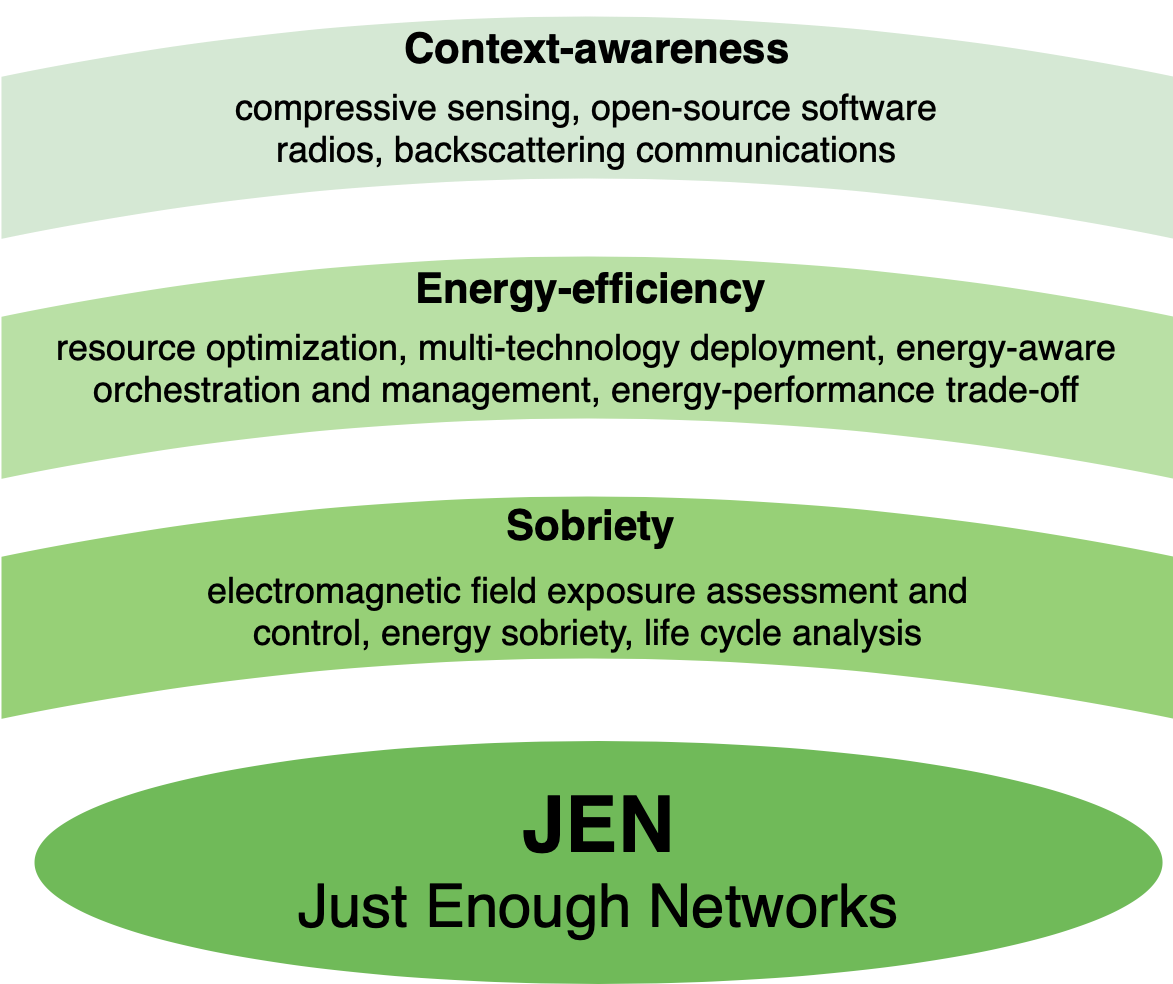 Context-awareness
compressive sensing, open-source software
radios, backscattering communications
Energy-efficiency
resource optimization, multi-technology deployment, energy-aware
orchestration and management, energy-performance trade-off
Sobriety
electromagnetic field exposure assessment and
control, energy sobriety, life cycle analysis
JEN
Just Enough Networks